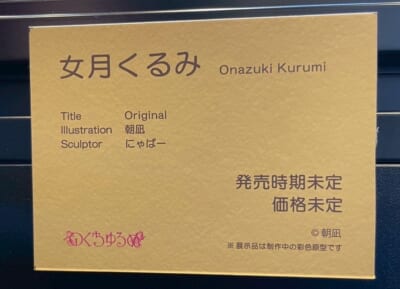 女月くるみ Onazuki Kurumi
Title Original
Illustration 朝凪
Sculptor にゃばー
発売時期未定
価格未定
©朝凪
※展示品は制作中の彩色原型です